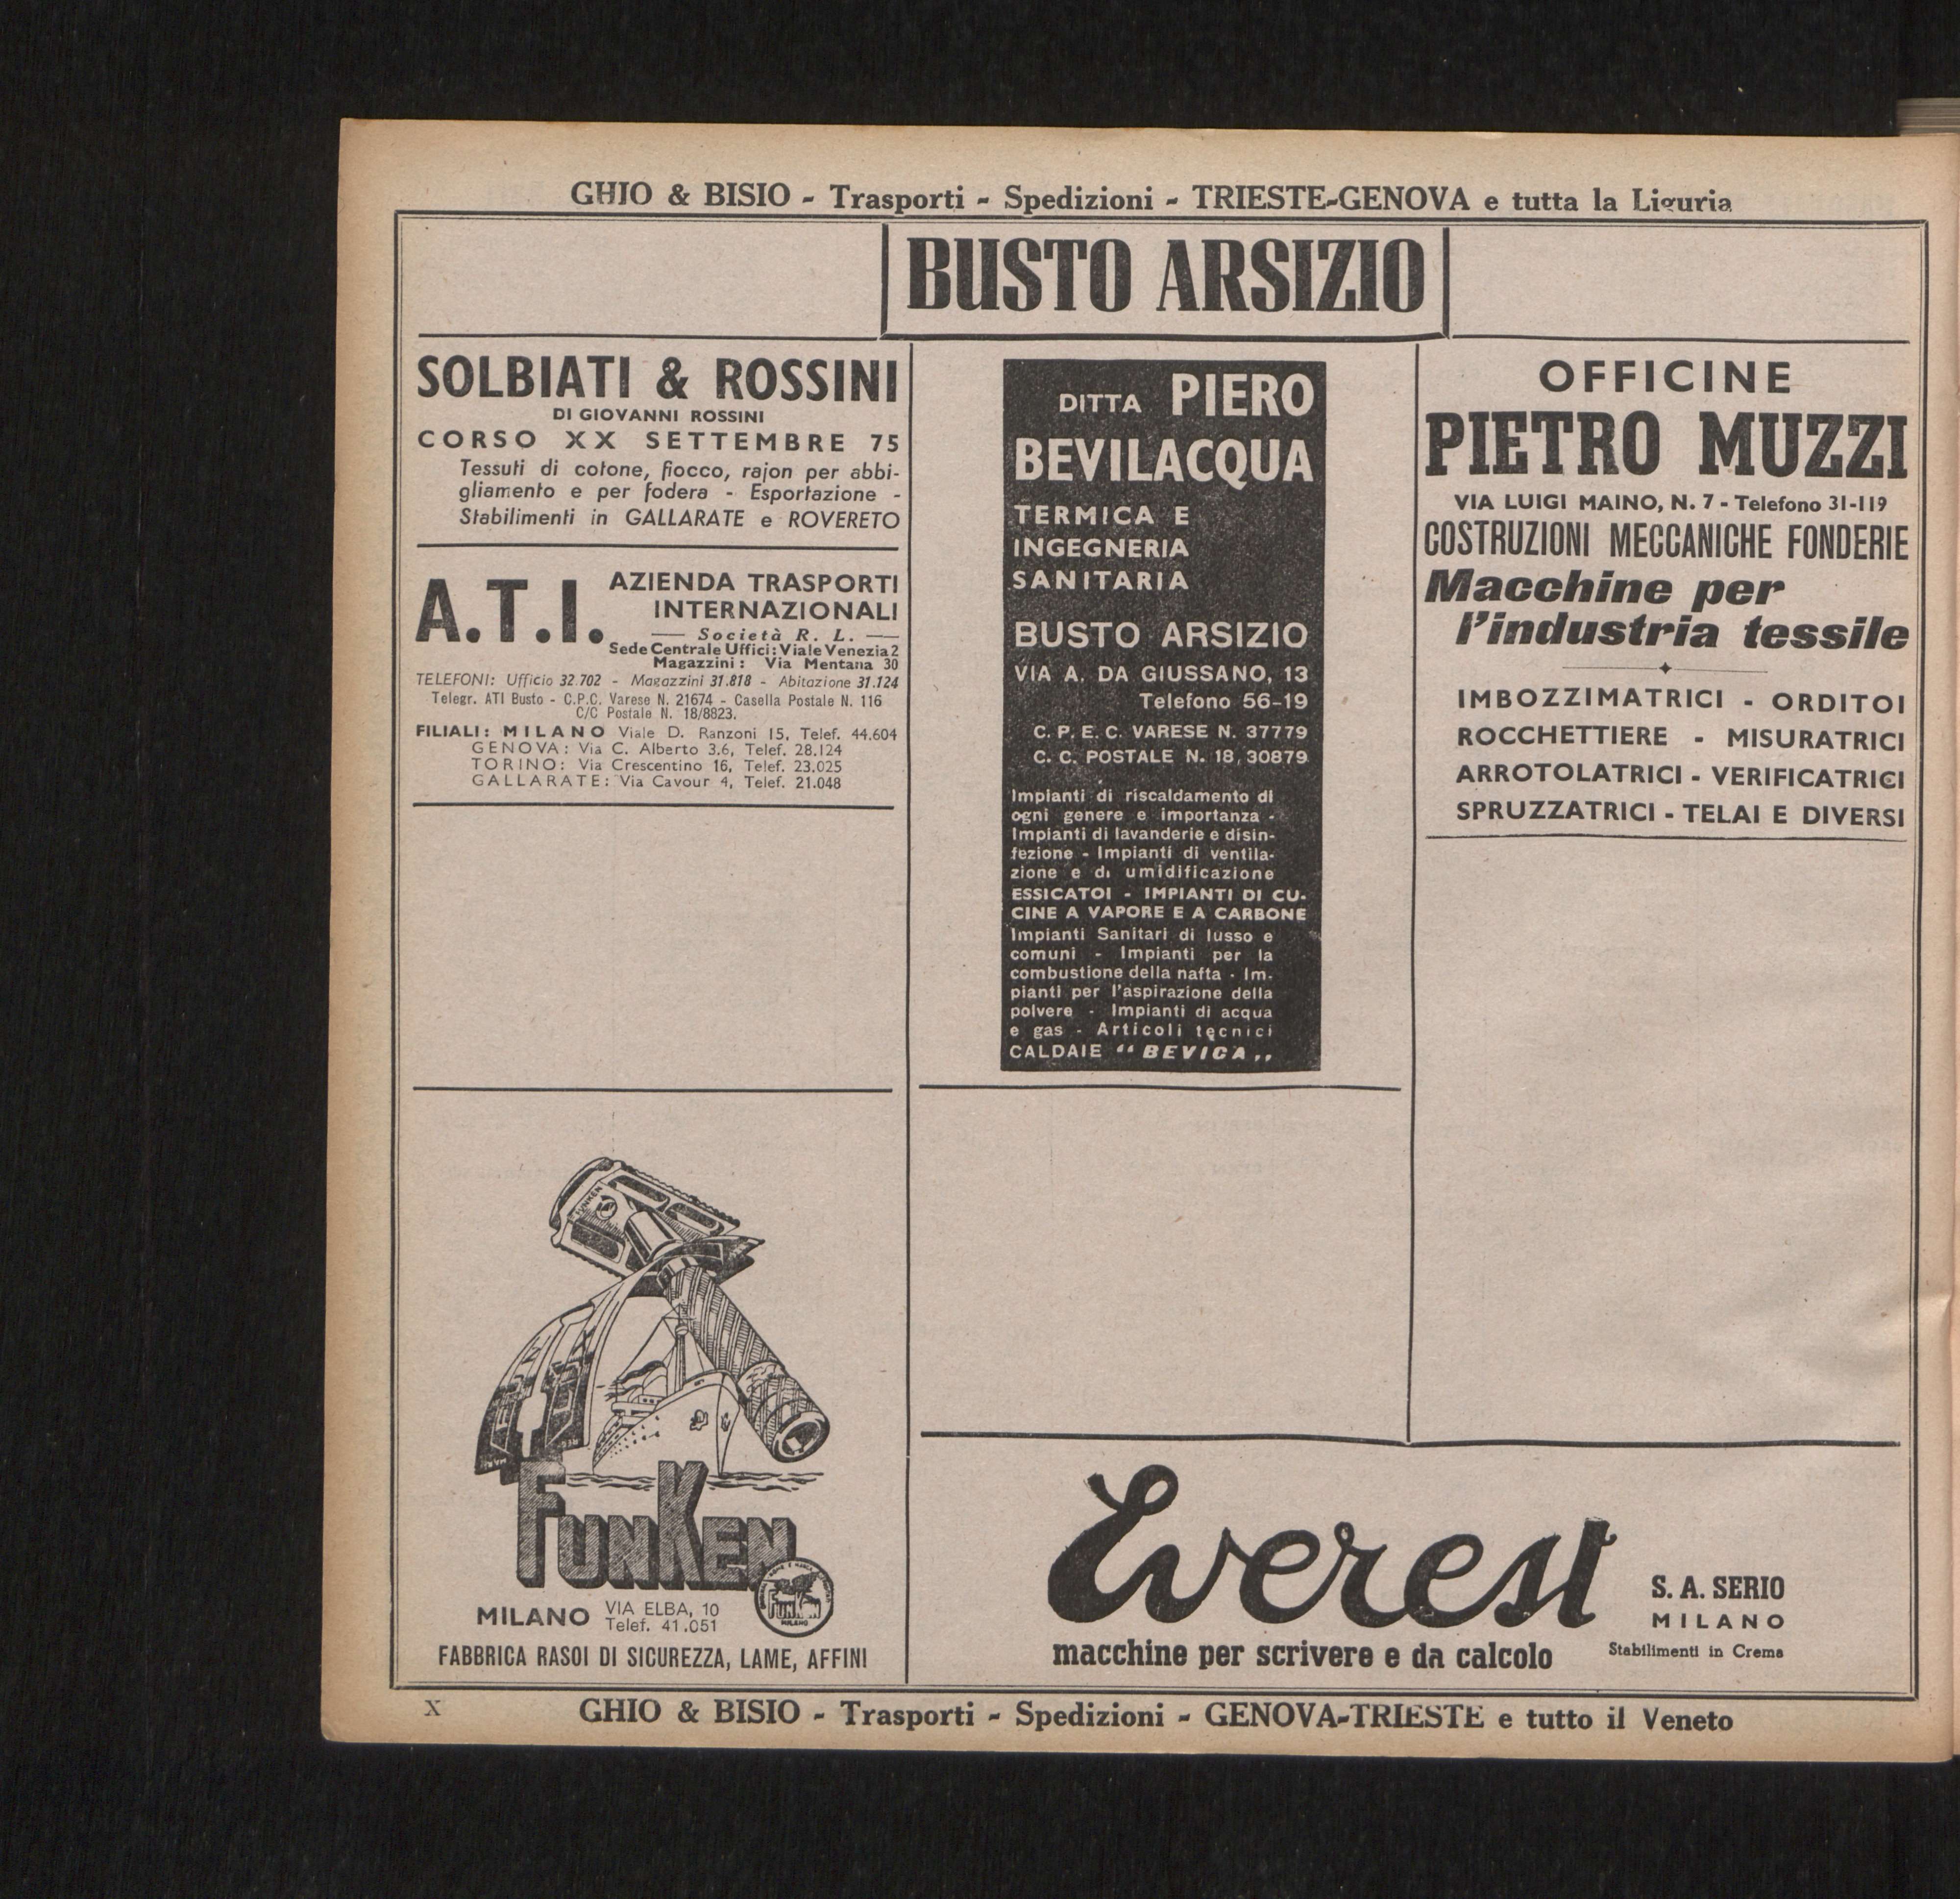 GHIO & BISIO - Trasporti - Spedizioni - TRIESTE-GENOVA e tutta la Liguria
BUSTO ARSIZIO
SOLBIATI & ROSSINI
DI GIOVANNI ROSSINI
CORSO XX SETTEMBRE 75
Tessuti di cotone, fiocco, rajon per abbi-
gliamento e per fodera - Esportazione -
Stabilimenti in GALLARATE e ROVERETO
A.T.I. AZIENDA TRASPORTI
INTERNAZIONALI
— Società R. L. —
Sede Centrale Uffici: Viale Venezia 2
Magazzini: Via Mentana 30
TELEFONI: Ufficio 32.702 - Magazzini 31.818 - Abitazione 31.124
Telegr. ATI Busto - C.P.C. Varese N. 21674 - Casella Postale N. 116
C/C Postale N. 18/8823.
FILIALI: MILANO Viale D. Ranzoni 15, Telef. 44.604
GENOVA: Via C. Alberto 3.6, Telef. 28.124
TORINO: Via Crescentino 16, Telef. 23.025
GALLARATE: Via Cavour 4, Telef. 21.048
FUNKEN
FUNKEN
MILANO VIA ELBA, 10
Telef. 41.051
FUNKEN
MILANO
FABBRICA RASOI DI SICUREZZA, LAME, AFFINI
DITTA PIERO
BEVILACQUA
TERMICA E
INGEGNERIA
SANITARIA
BUSTO ARSIZIO
VIA A. DA GIUSSANO, 13
Telefono 56-19
C. P. E. C. VARESE N. 37779
C. C. POSTALE N. 18,30879
Impianti di riscaldamento di
ogni genere e importanza -
Impianti di lavanderie e disin-
fezione - Impianti di ventila-
zione e di umidificazione
ESSICATOI - IMPIANTI DI CU-
CINE A VAPORE E A CARBONE
Impianti Sanitari di lusso e
comuni - Impianti per la
combustione della nafta - Im-
pianti per l'aspirazione della
polvere - Impianti di acqua
e gas - Articoli tecnici
CALDAIE “ BEVICA „
OFFICINE
PIETRO MUZZI
VIA LUIGI MAINO, N. 7 - Telefono 31-119
COSTRUZIONI MECCANICHE FONDERIE
Macchine per
l'industria tessile
IMBOZZIMATRICI - ORDITOI
ROCCHETTIERE - MISURATRICI
ARROTOLATRICI - VERIFICATRICI
SPRUZZATRICI - TELAI E DIVERSI
Everest
macchine per scrivere e da calcolo
S. A. SERIO
MILANO
Stabilimenti in Crema
X
GHIO & BISIO - Trasporti - Spedizioni - GENOVA-TRIESTE e tutto il Veneto